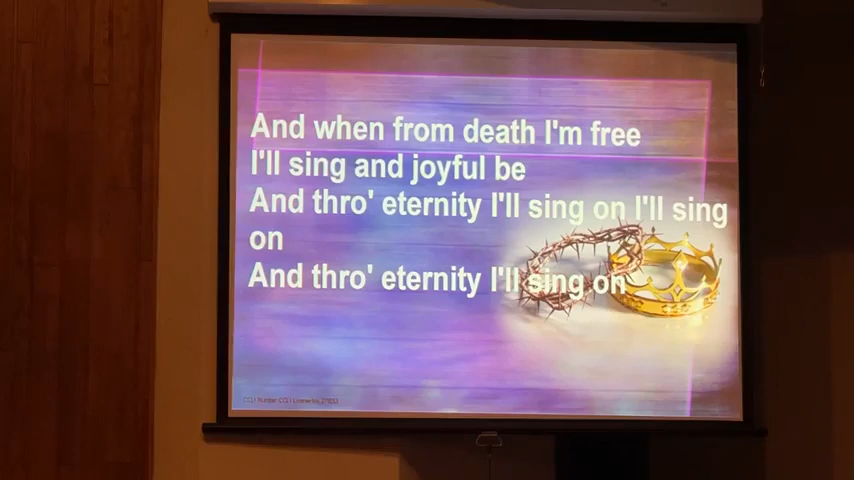 And when from death I'm free
I'll sing and joyful be
And thro' eternity I'll sing on I'll sing
on
And thro' eternity I'll sing on